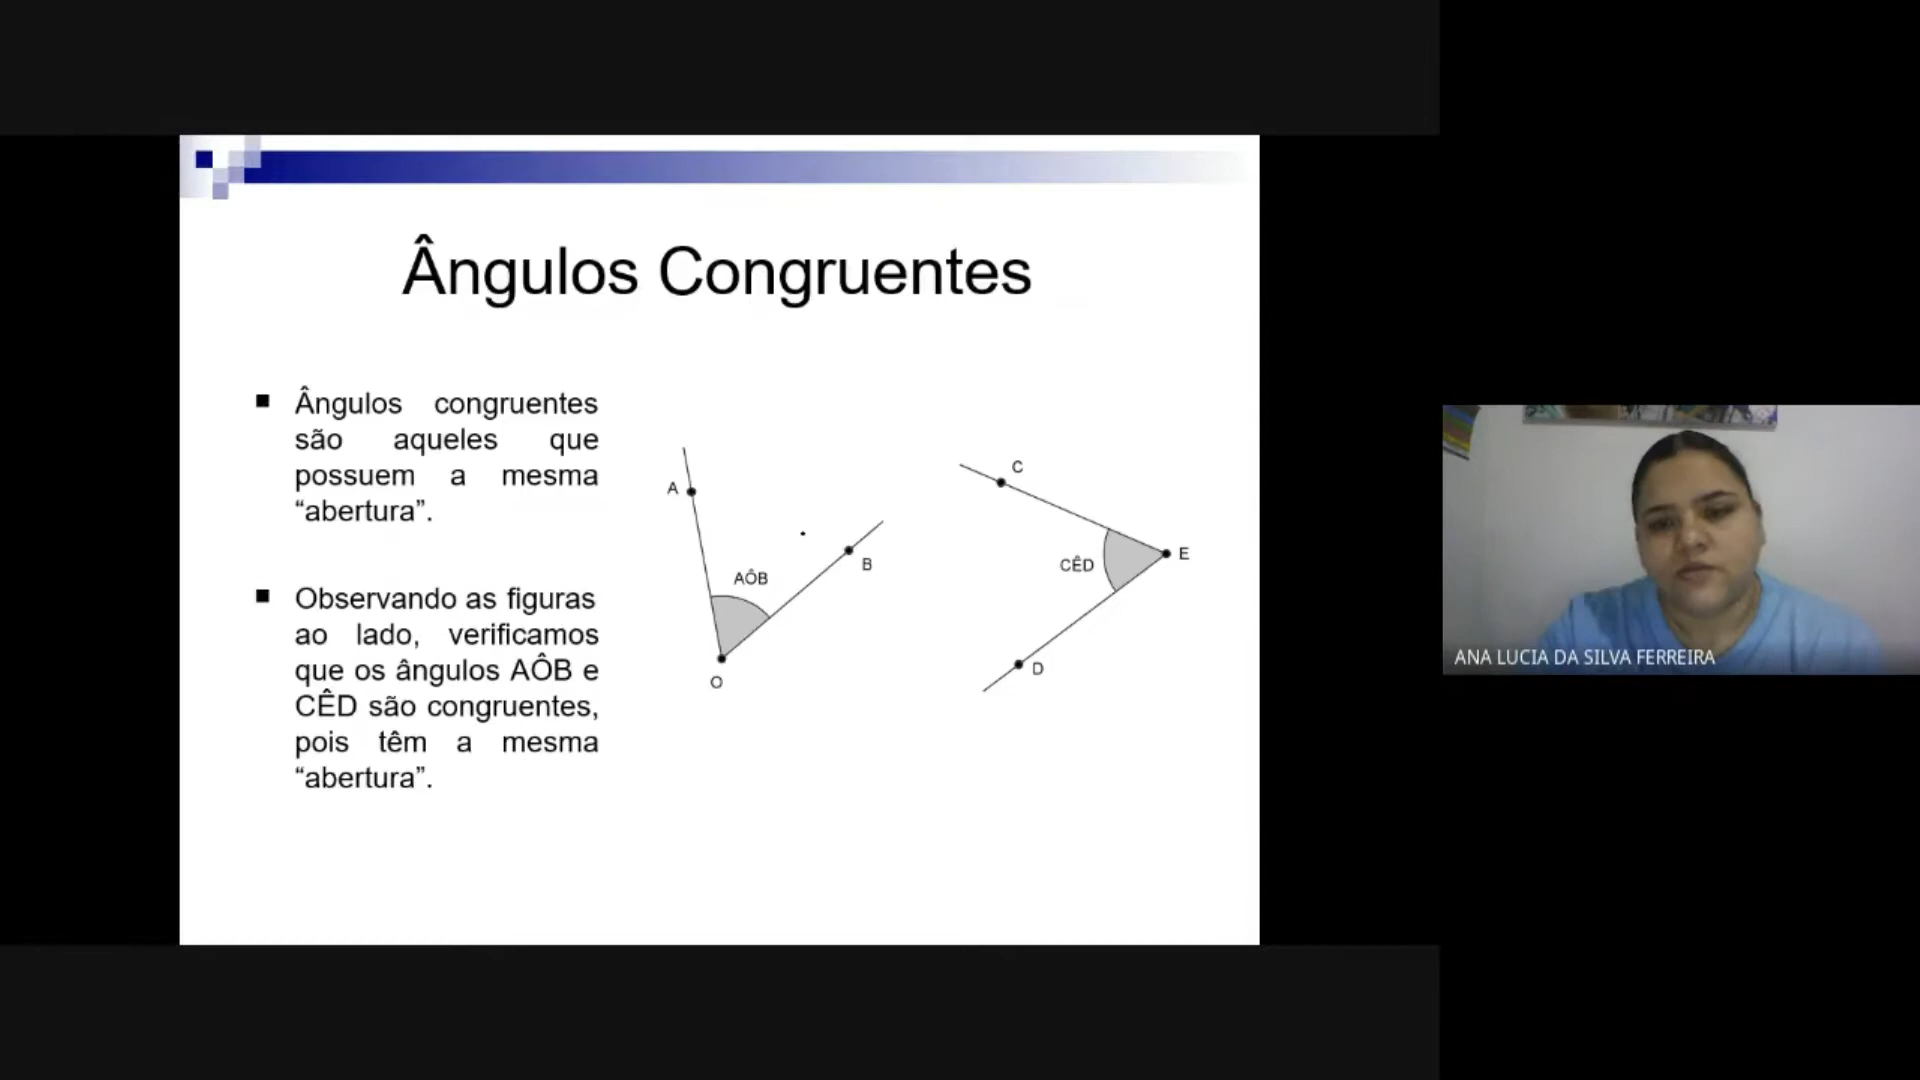 Ângulos Congruentes
Ângulos congruentes
são aqueles que
possuem a mesma
“abertura”.
Observando as figuras
ao lado, verificamos
que os ângulos AÔB e
CÊD são congruentes,
pois têm a mesma
“abertura”.
A
AÔB
B
O
C
CÊD
E
D
ANA LUCIA DA SILVA FERREIRA